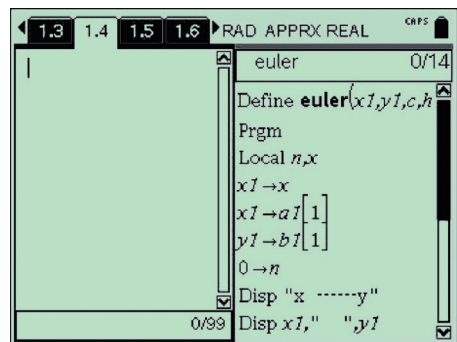 1.3 1.4 1.5 1.6 RAD APPRX REAL CAPS
euler 0/14
Define euler(x1,y1,c,h
Prgm
Local n,x
x1→x
x1→a1[1]
y1→b1[1]
0→n
Disp "x ------y"
Disp x1," ",y1
0/99